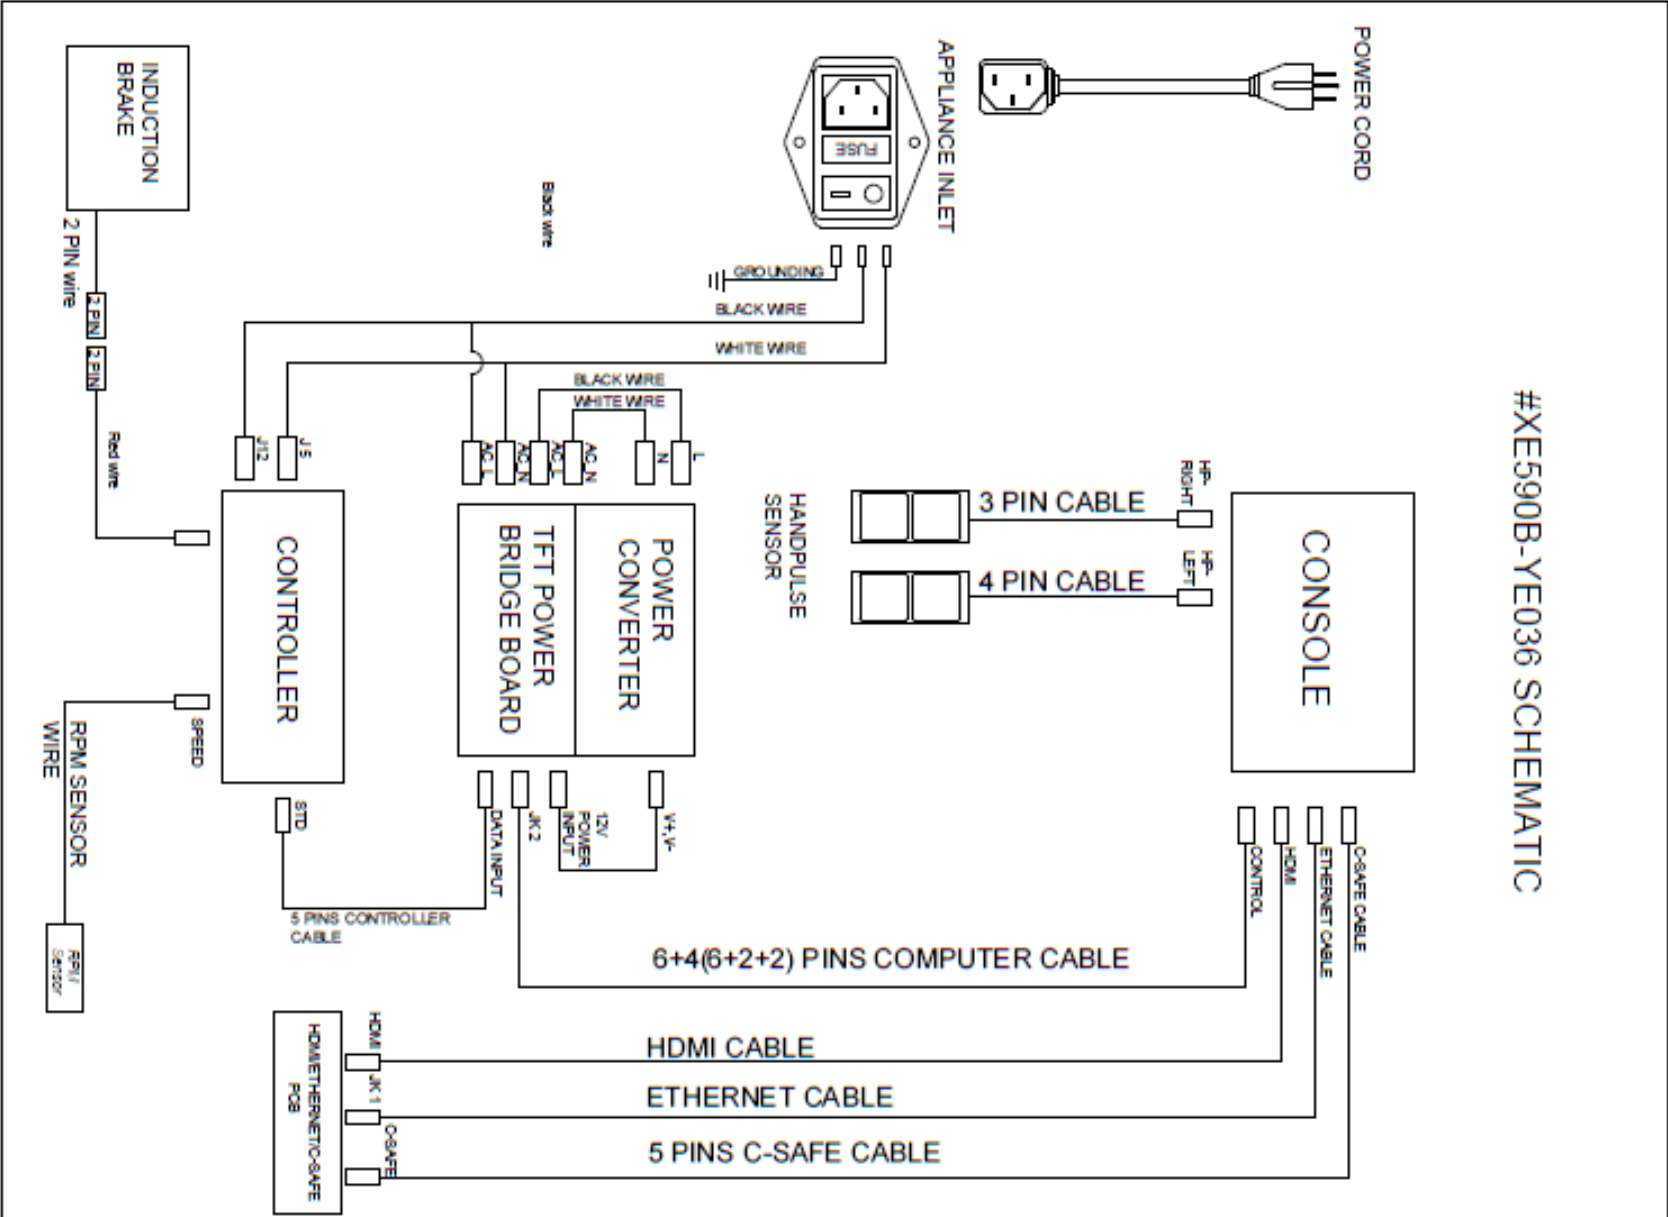 #XE590B-YE036 SCHEMATIC
POWER CORD
APPLIANCE INLET
FUSE
INDUCTION
BRAKE
2 PIN wire
2 PIN
2 PIN
Red wire
Black wire
GROUNDING
BLACK WIRE
WHITE WIRE
BLACK WIRE
WHITE WIRE
J12
J 5
AC_L
AC_N
AC_L
AC_N
N
L
CONTROLLER
TFT POWER
BRIDGE BOARD
POWER
CONVERTER
HANDPULSE
SENSOR
3 PIN CABLE
4 PIN CABLE
HP-
RIGHT
HP-
LEFT
CONSOLE
SPEED
RPM SENSOR
WIRE
RPM
Sensor
STD
DATA INPUT
JK 2
12V
POWER
INPUT
V+,V-
5 PINS CONTROLLER
CABLE
CONTROL
HDMI
ETHERNET CABLE
C-SAFE CABLE
6+4(6+2+2) PINS COMPUTER CABLE
HDMI CABLE
ETHERNET CABLE
5 PINS C-SAFE CABLE
HDMI
JK 1
C-SAFE
HDMI/ETHERNET/C-SAFE
PCB